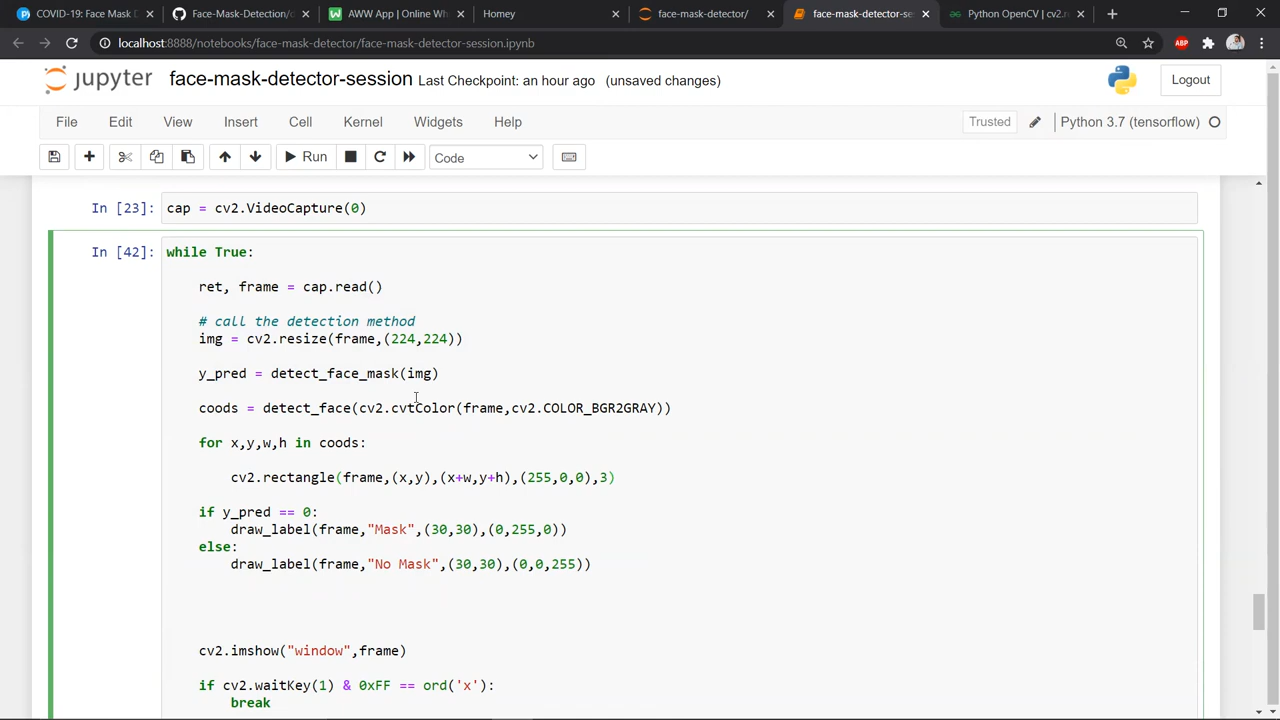 COVID-19: Face Mask D
Face-Mask-Detection/c
AWW App | Online Wh
Homey
face-mask-detector/
face-mask-detector-se
Python OpenCV | cv2.r
localhost:8888/notebooks/face-mask-detector/face-mask-detector-session.ipynb
ABP
jupyter face-mask-detector-session Last Checkpoint: an hour ago (unsaved changes)
Logout
File Edit View Insert Cell Kernel Widgets Help
Trusted Python 3.7 (tensorflow)
Run Code
In [23]: cap = cv2.VideoCapture(0)
In [42]: while True:
ret, frame = cap.read()
# call the detection method
img = cv2.resize(frame,(224,224))
y_pred = detect_face_mask(img)
coods = detect_face(cv2.cvtColor(frame,cv2.COLOR_BGR2GRAY))
for x,y,w,h in coods:
cv2.rectangle(frame,(x,y),(x+w,y+h),(255,0,0),3)
if y_pred == 0:
draw_label(frame,"Mask",(30,30),(0,255,0))
else:
draw_label(frame,"No Mask",(30,30),(0,0,255))
cv2.imshow("window",frame)
if cv2.waitKey(1) & 0xFF == ord('x'):
break